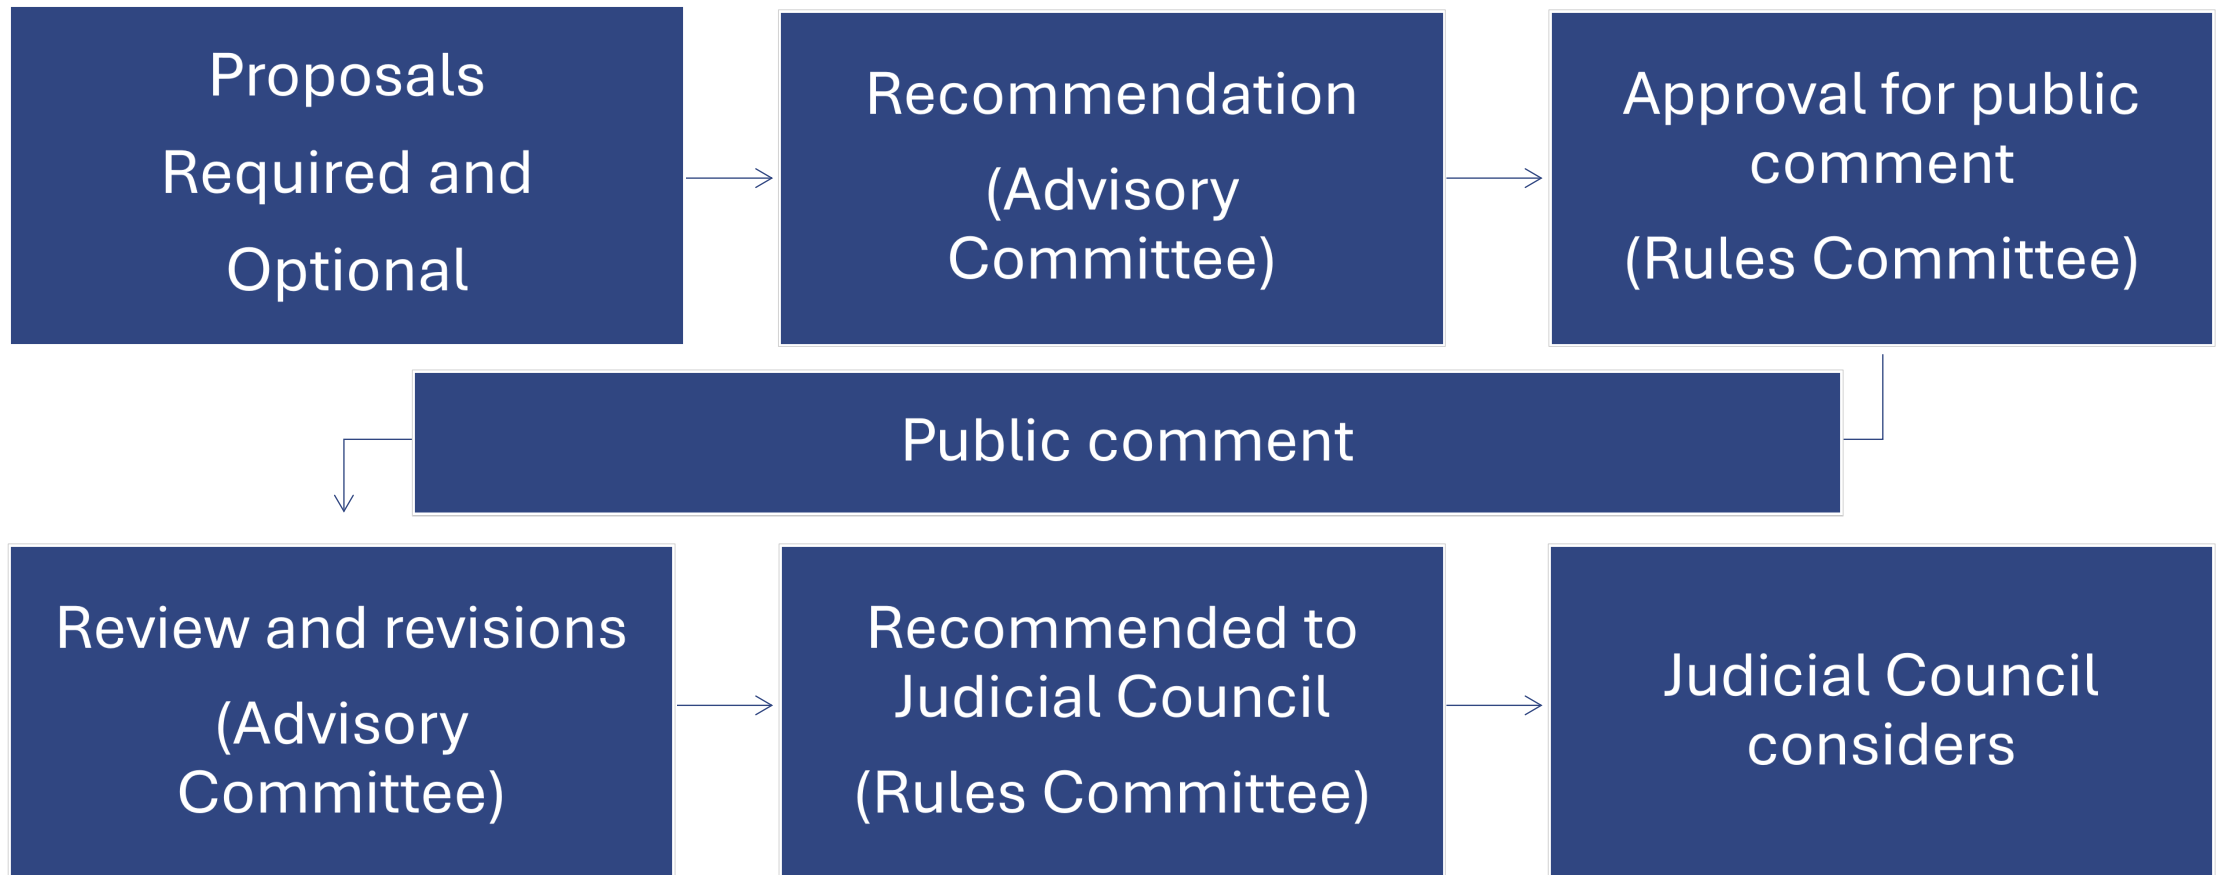 Proposals
Required and
Optional
Recommendation
(Advisory
Committee)
Approval for public
comment
(Rules Committee)
Public comment
Review and revisions
(Advisory
Committee)
Recommended to
Judicial Council
(Rules Committee)
Judicial Council
considers